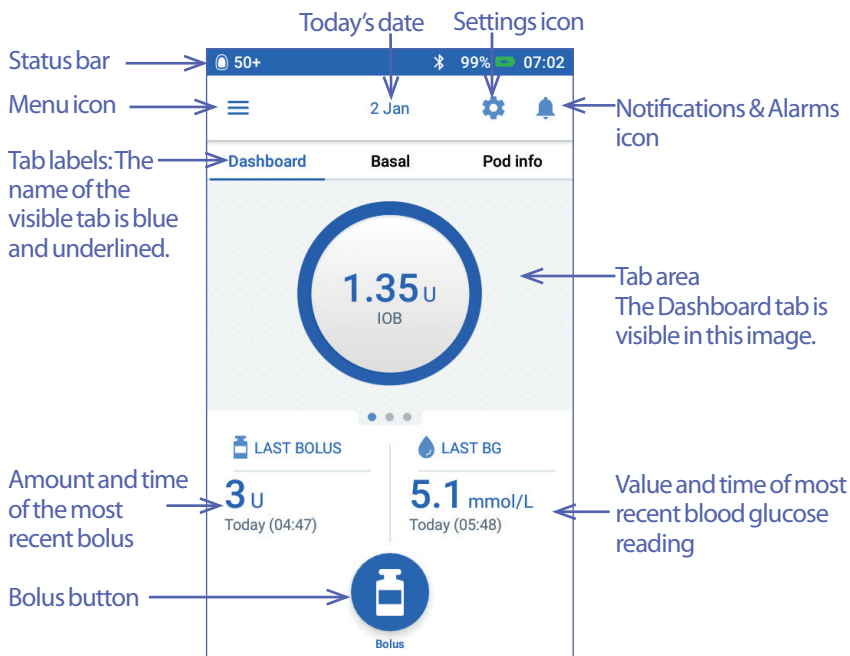 Today’s date
Settings icon
Status bar
50+
99%
07:02
Menu icon
2 Jan
Notifications & Alarms
icon
Tab labels: The
name of the
visible tab is blue
and underlined.
Dashboard
Basal
Pod info
1.35 U
IOB
Tab area
The Dashboard tab is
visible in this image.
LAST BOLUS
LAST BG
Amount and time
of the most
recent bolus
3 U
Today (04:47)
5.1 mmol/L
Today (05:48)
Value and time of most
recent blood glucose
reading
Bolus button
Bolus